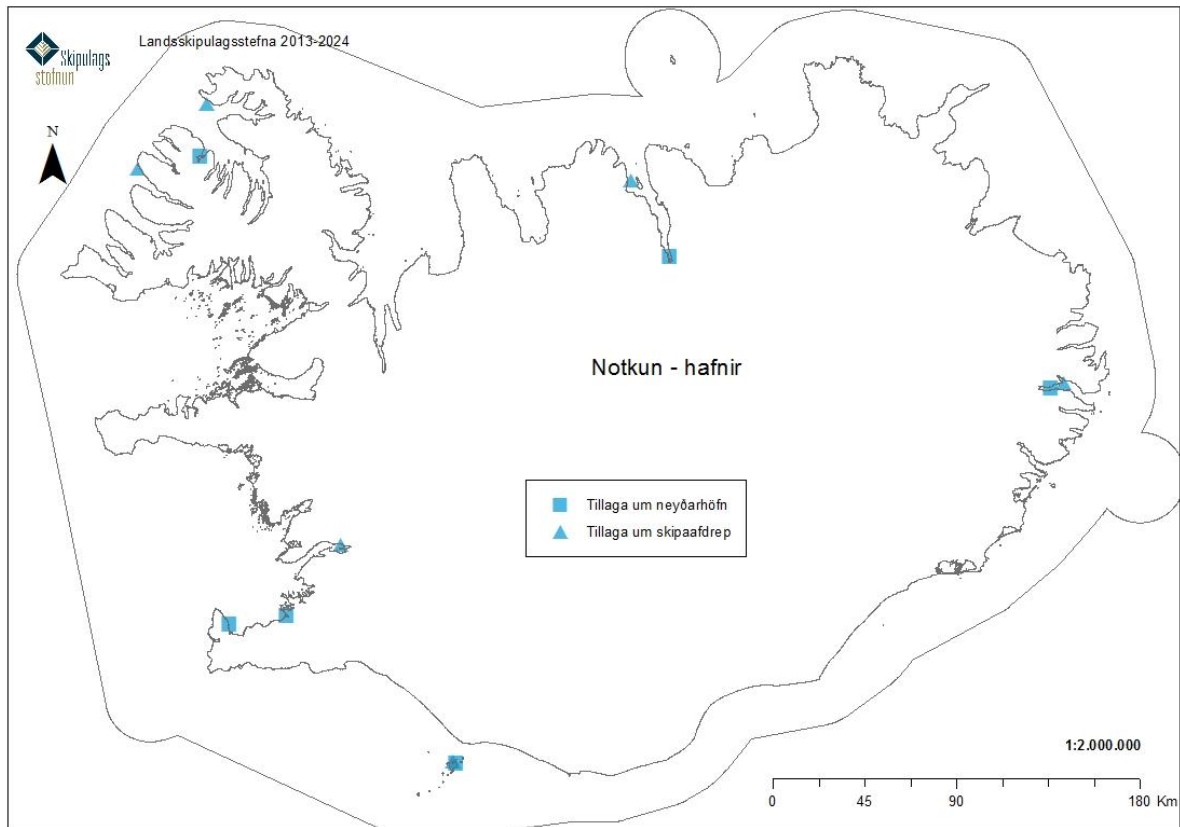 Skipulags
stofnun
Landsskipulagsstefna 2013-2024
N
Notkun - hafnir
Tillaga um neyðarhöfn
Tillaga um skipaafdrep
1:2.000.000
0 45 90 180 Km